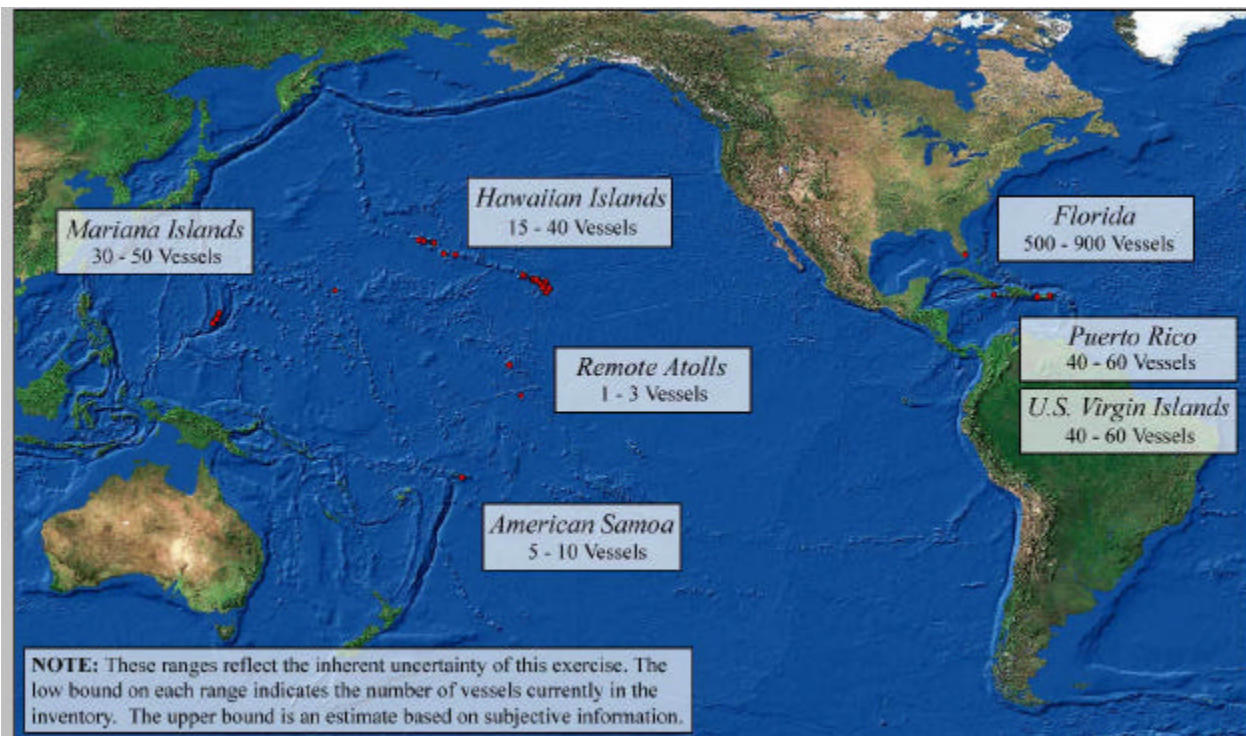 Hawaiian Islands
15 - 40 Vessels
Mariana Islands
30 - 50 Vessels
Florida
500 - 900 Vessels
Puerto Rico
40 - 60 Vessels
Remote Atolls
1 - 3 Vessels
U.S. Virgin Islands
40 - 60 Vessels
American Samoa
5 - 10 Vessels
NOTE: These ranges reflect the inherent uncertainty of this exercise. The
low bound on each range indicates the number of vessels currently in the
inventory. The upper bound is an estimate based on subjective information.